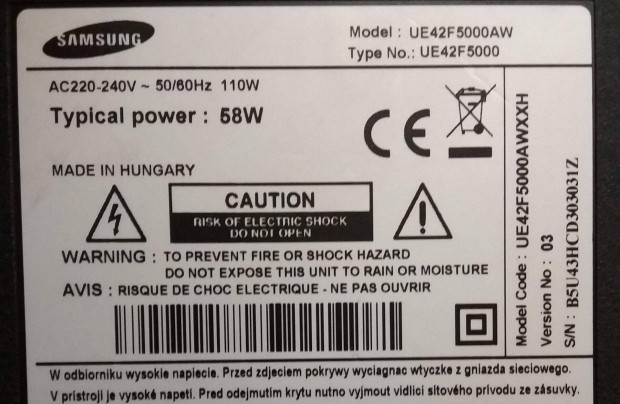 SAMSUNG
Model : UE42F5000AW
Type No.: UE42F5000
AC220-240V ~ 50/60Hz 110W
Typical power : 58W
MADE IN HUNGARY
CAUTION
RISK OF ELECTRIC SHOCK
DO NOT OPEN
WARNING : TO PREVENT FIRE OR SHOCK HAZARD
DO NOT EXPOSE THIS UNIT TO RAIN OR MOISTURE
AVIS : RISQUE DE CHOC ELECTRIQUE - NE PAS OUVRIR
W odbiorniku wysokie napiecie. Przed zdjeciem pokrywy wyciagnac wtyczke z gniazda sieciowego.
V pristroji je vysoké napeti. Pred odejmutim krytu nutno vyjmout vidlici sitového privodu ze zásuvky.
Model Code : UE42F5000AWXXH
Version No : 03
S/N : BSU43HCD303031Z